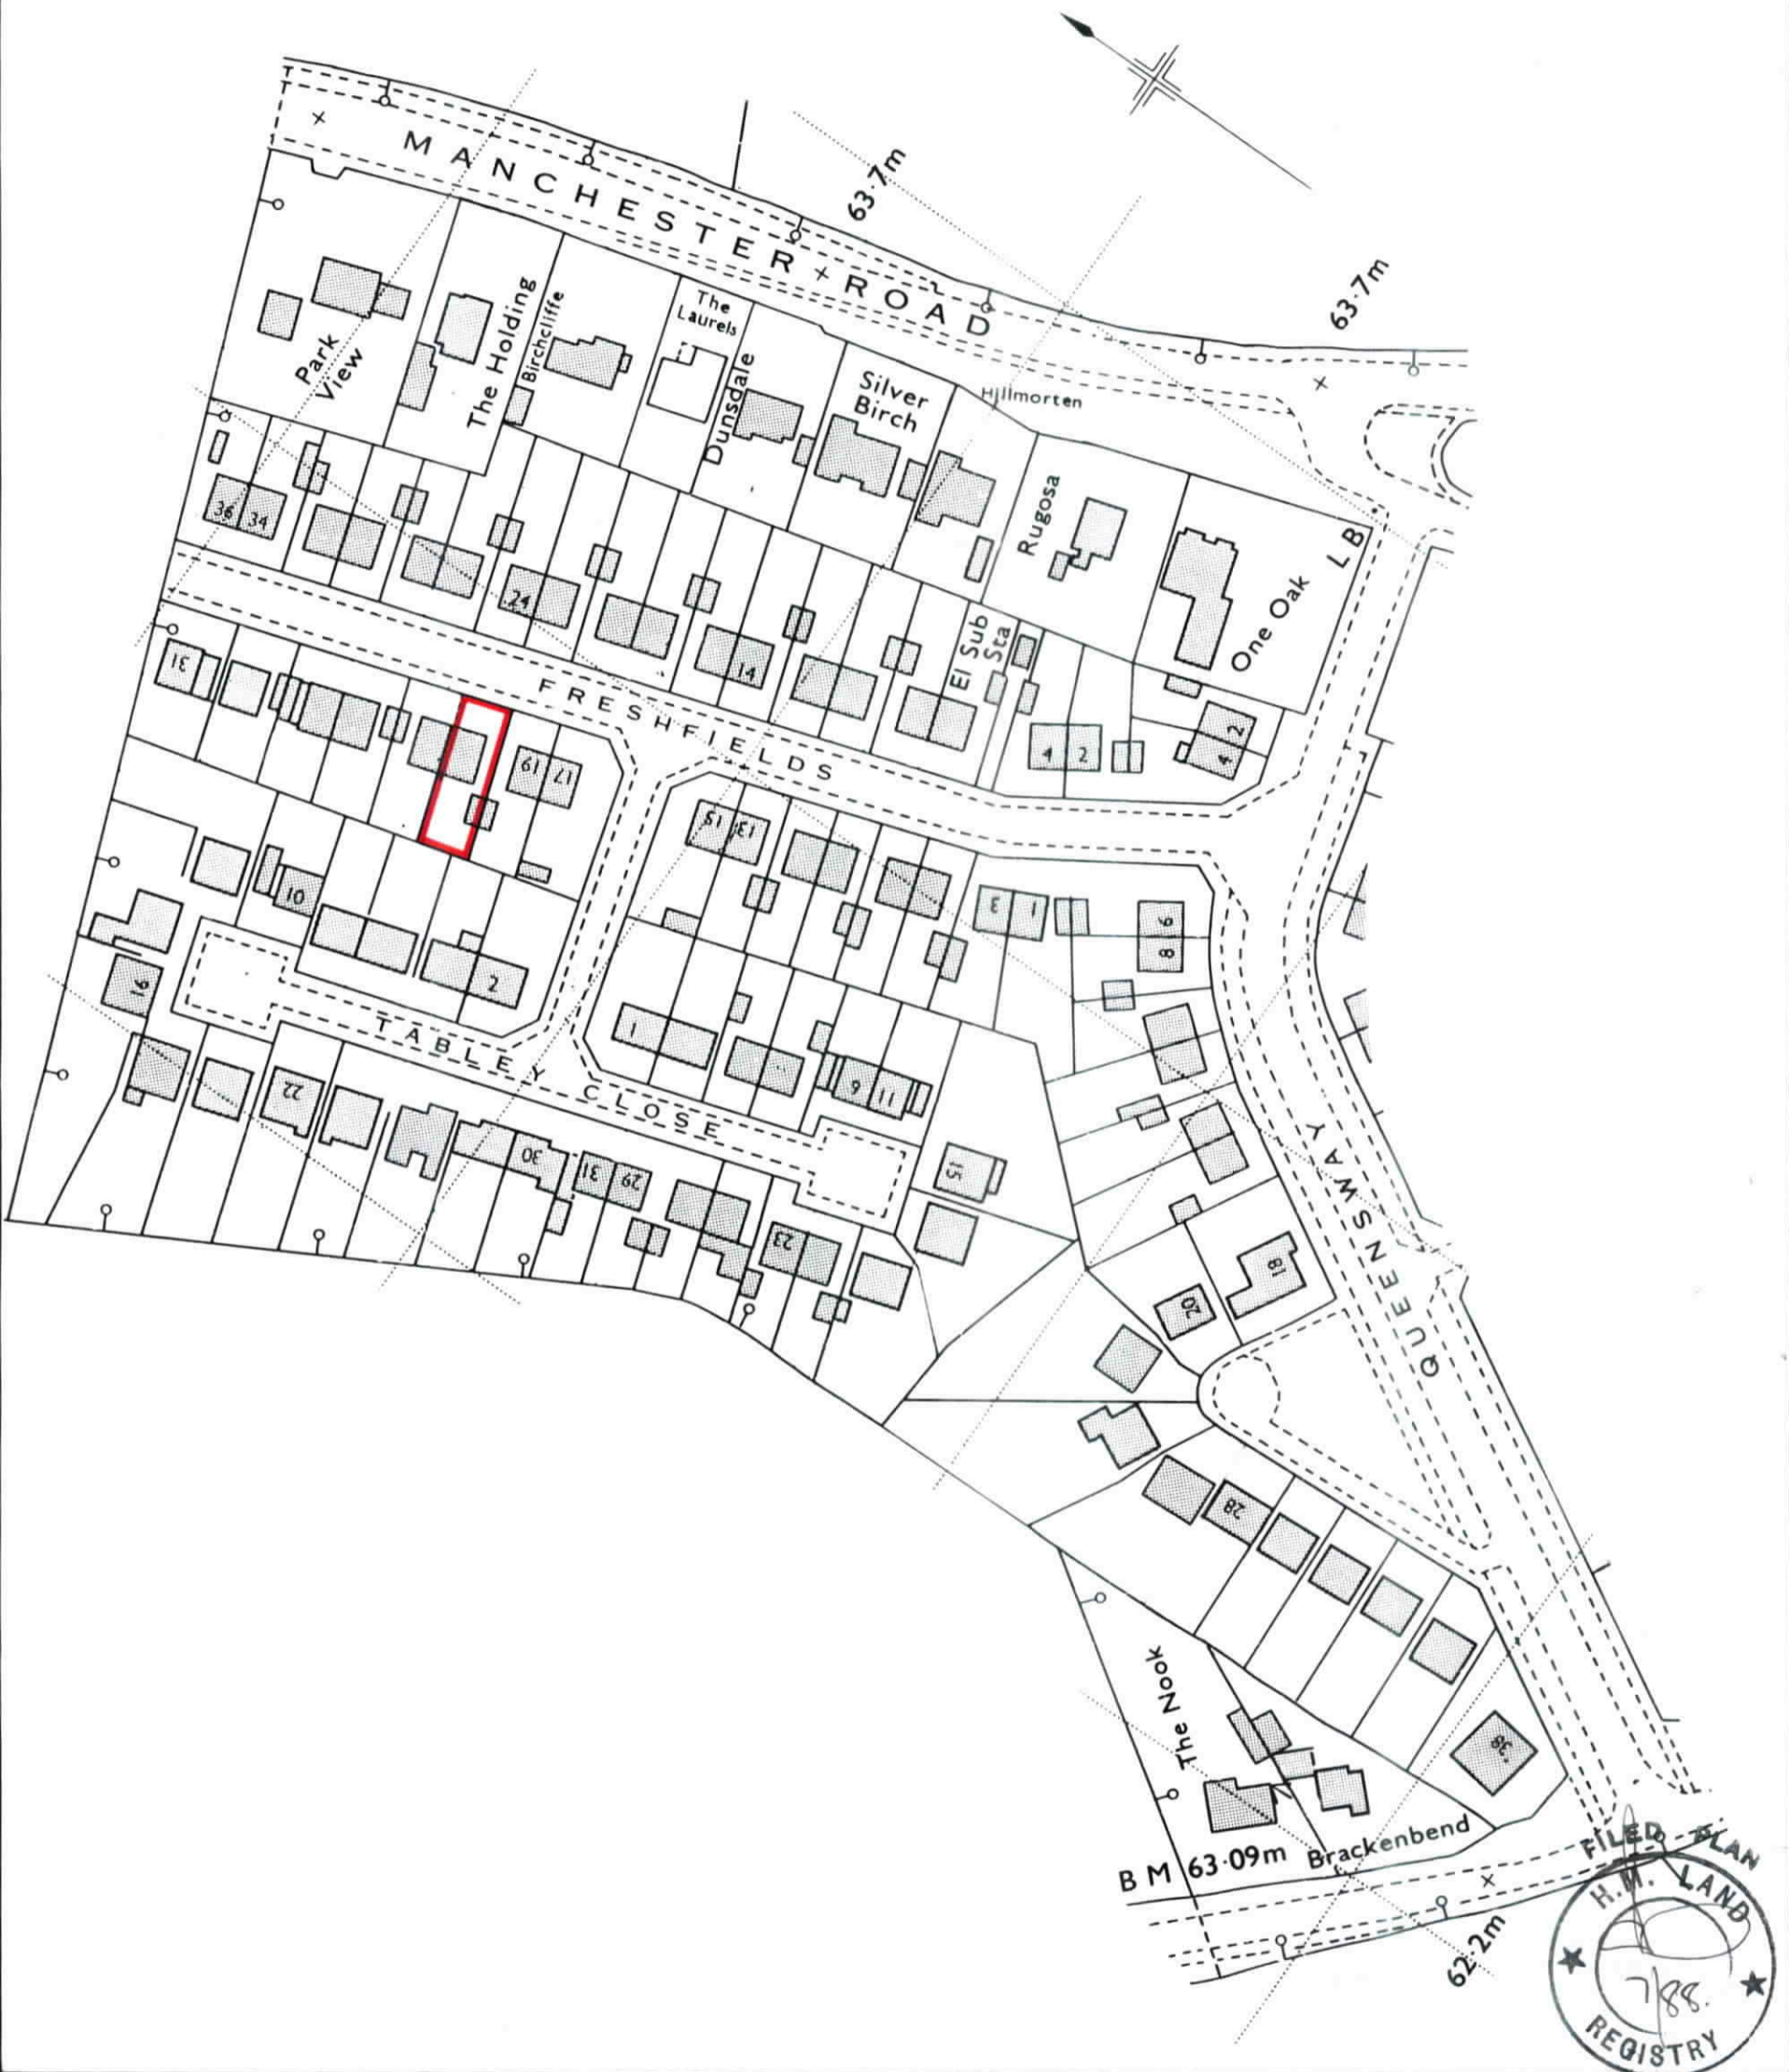 MANCHESTER ROAD
63·7m
63·7m
Park
View
The Holding
Birchcliffe
The
Laurels
Dunsdale
Silver
Birch
Hillmorten
Rugosa
One Oak
LB
36
34
24
14
El Sub
Sta
4
2
2
4
FRESHFIELDS
31
19
17
15
13
3
1
6
8
10
2
16
TABLEY CLOSE
1
9
11
15
22
30
31
29
23
QUEENSWAY
18
20
28
38
The Nook
Brackenbend
BM 63·09m
62·2m
FILED PLAN
H.M. LAND
REGISTRY
7/88.